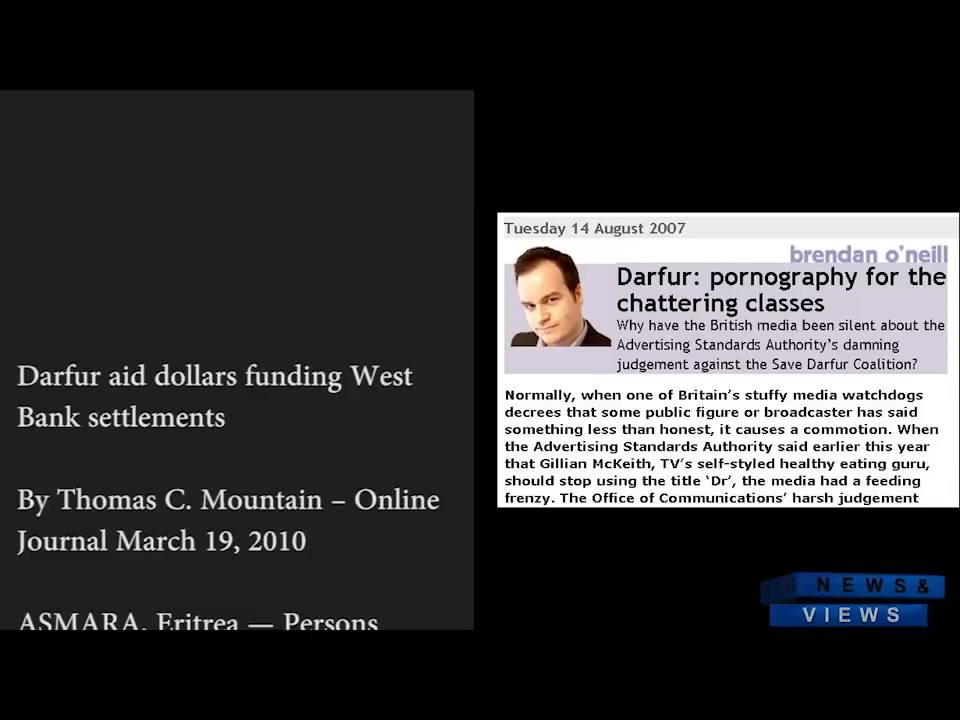 Darfur aid dollars funding West
Bank settlements
By Thomas C. Mountain – Online
Journal March 19, 2010
ASMARA, Eritrea — Persons
Tuesday 14 August 2007
brendan o'neill
Darfur: pornography for the
chattering classes
Why have the British media been silent about the
Advertising Standards Authority's damning
judgement against the Save Darfur Coalition?
Normally, when one of Britain's stuffy media watchdogs
decrees that some public figure or broadcaster has said
something less than honest, it causes a commotion. When
the Advertising Standards Authority said earlier this year
that Gillian McKeith, TV's self-styled healthy eating guru,
should stop using the title 'Dr', the media had a feeding
frenzy. The Office of Communications' harsh judgement
NEWS &
VIEWS